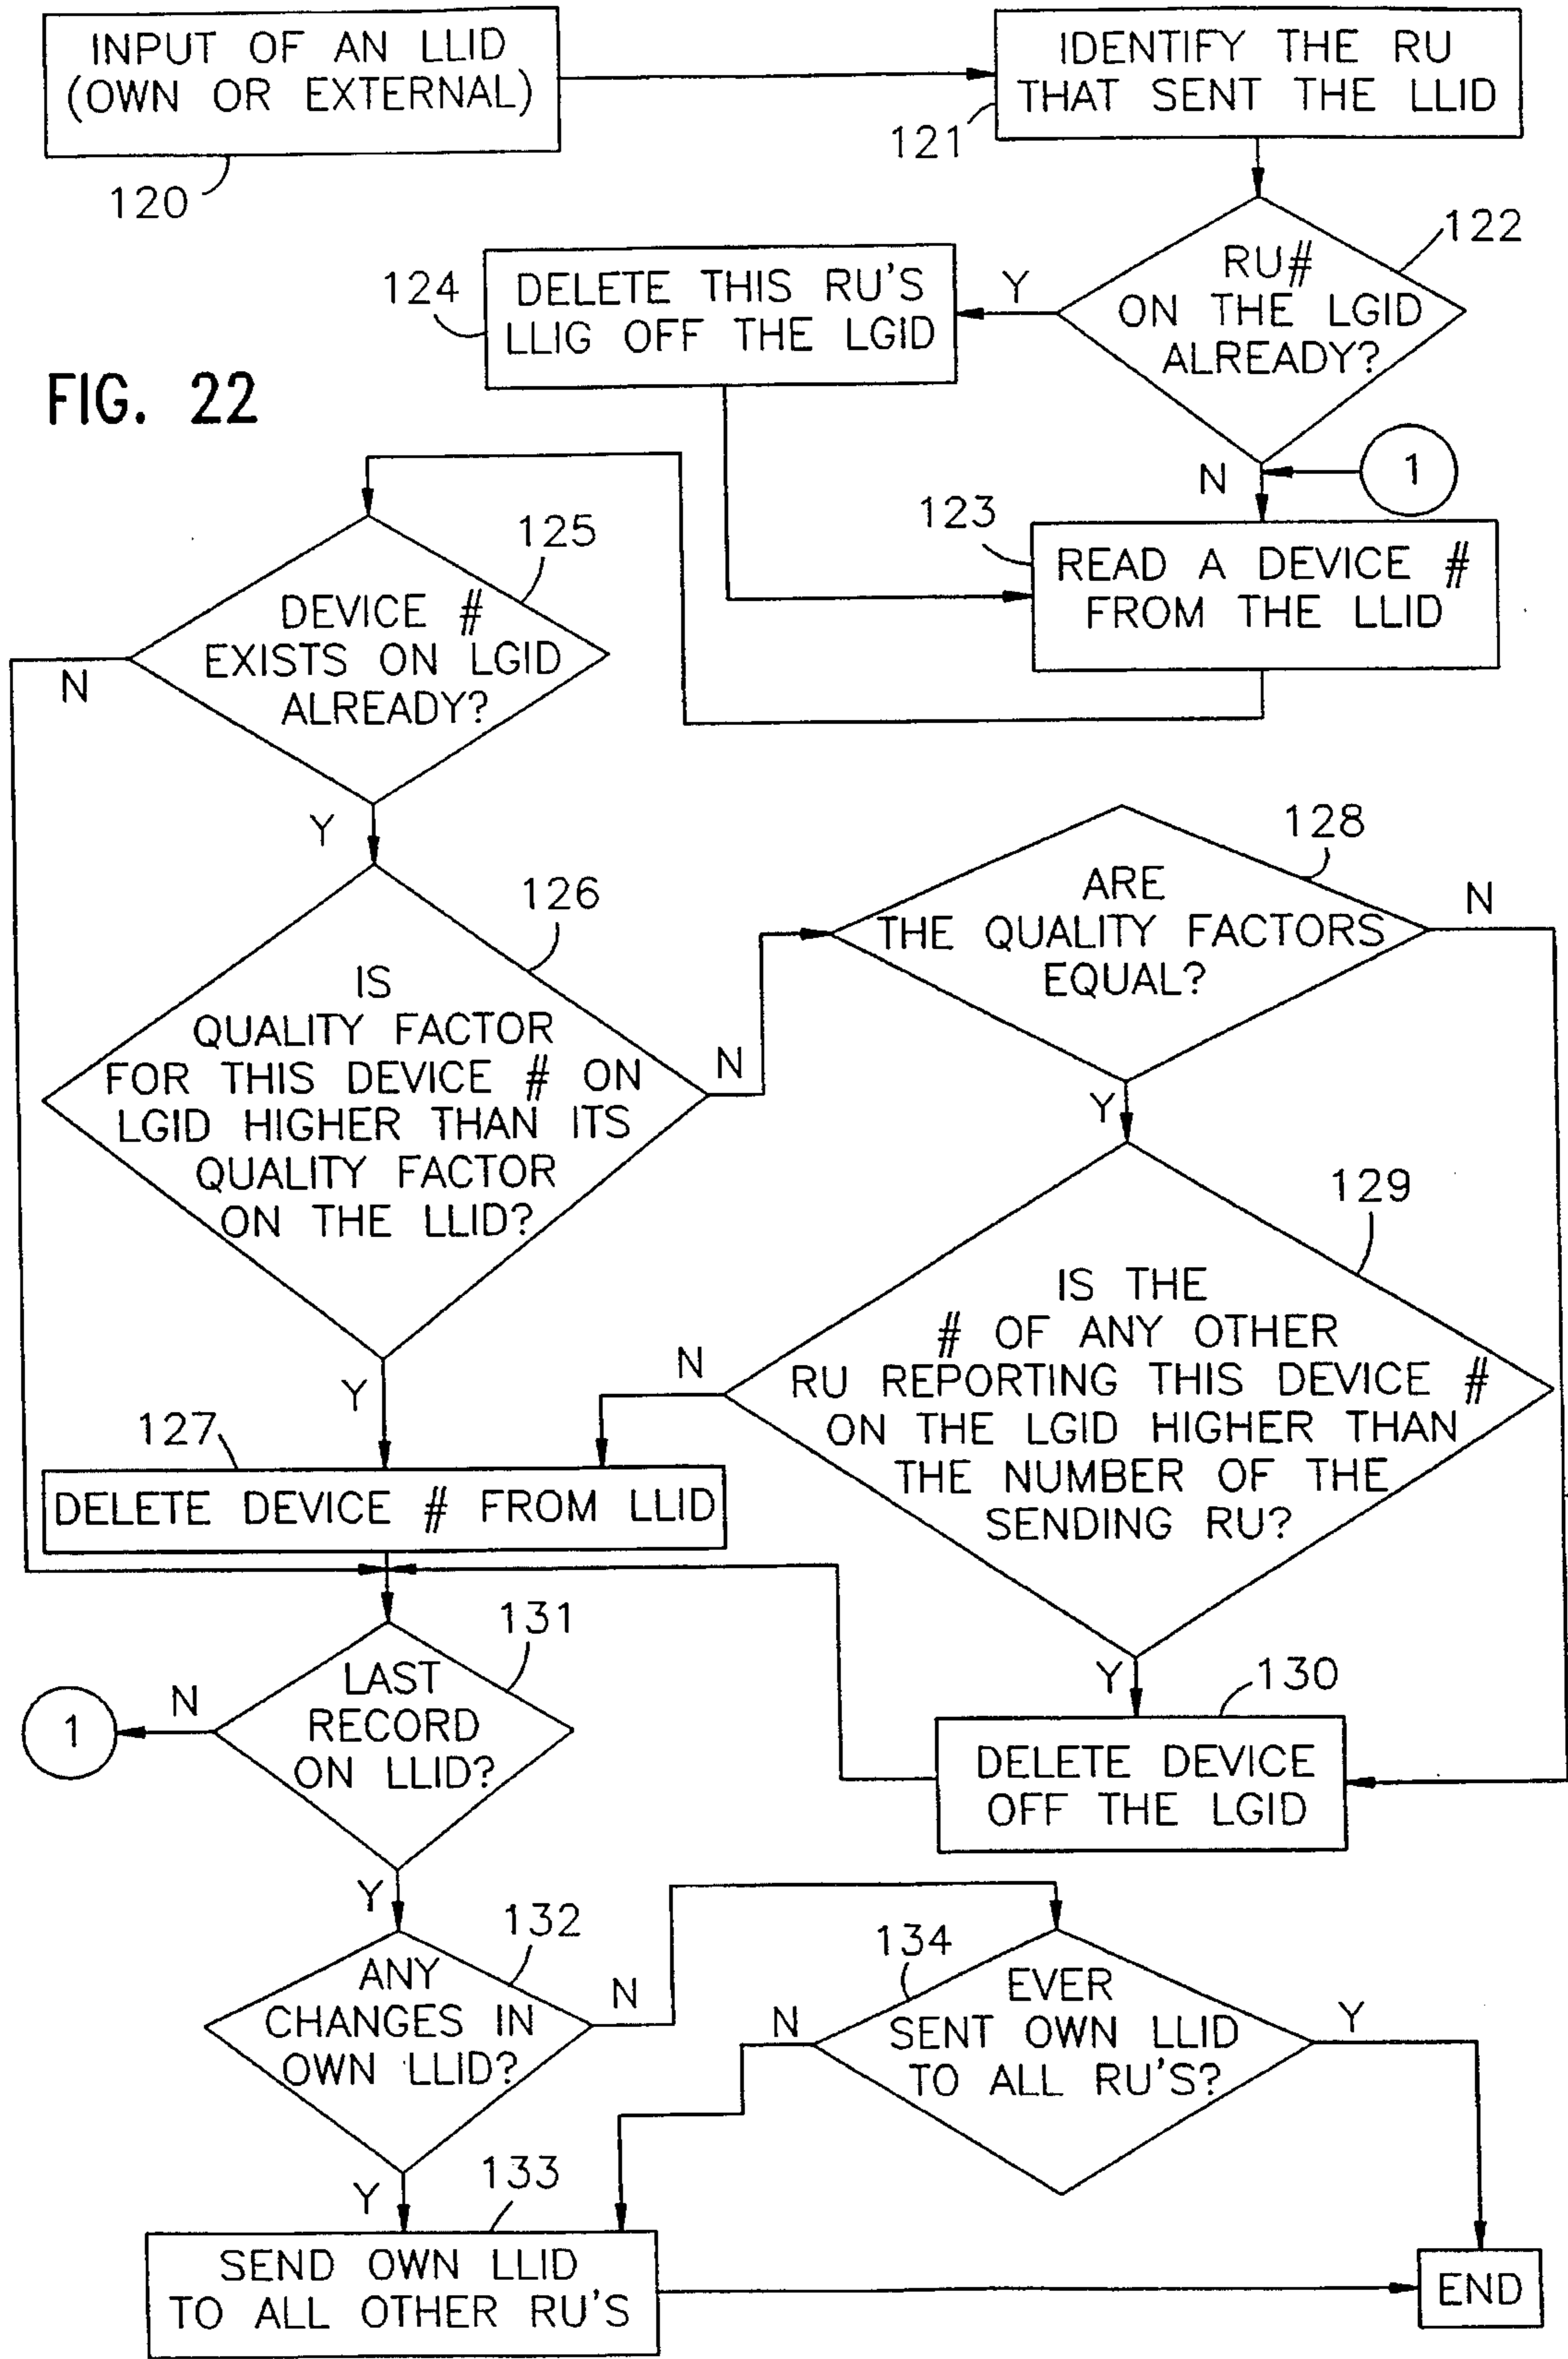 INPUT OF AN LLID
(OWN OR EXTERNAL)
120
IDENTIFY THE RU
THAT SENT THE LLID
121
RU#
ON THE LGID
ALREADY?
122
Y
N
1
DELETE THIS RU'S
LLIG OFF THE LGID
124
FIG. 22
READ A DEVICE #
FROM THE LLID
123
DEVICE #
EXISTS ON LGID
ALREADY?
125
N
Y
IS
QUALITY FACTOR
FOR THIS DEVICE # ON
LGID HIGHER THAN ITS
QUALITY FACTOR
ON THE LLID?
126
N
Y
ARE
THE QUALITY FACTORS
EQUAL?
128
N
Y
IS THE
# OF ANY OTHER
RU REPORTING THIS DEVICE #
ON THE LGID HIGHER THAN
THE NUMBER OF THE
SENDING RU?
129
N
Y
127
DELETE DEVICE # FROM LLID
130
DELETE DEVICE
OFF THE LGID
LAST
RECORD
ON LLID?
131
N
1
Y
ANY
CHANGES IN
OWN LLID?
132
N
Y
EVER
SENT OWN LLID
TO ALL RU'S?
134
N
Y
133
SEND OWN LLID
TO ALL OTHER RU'S
END